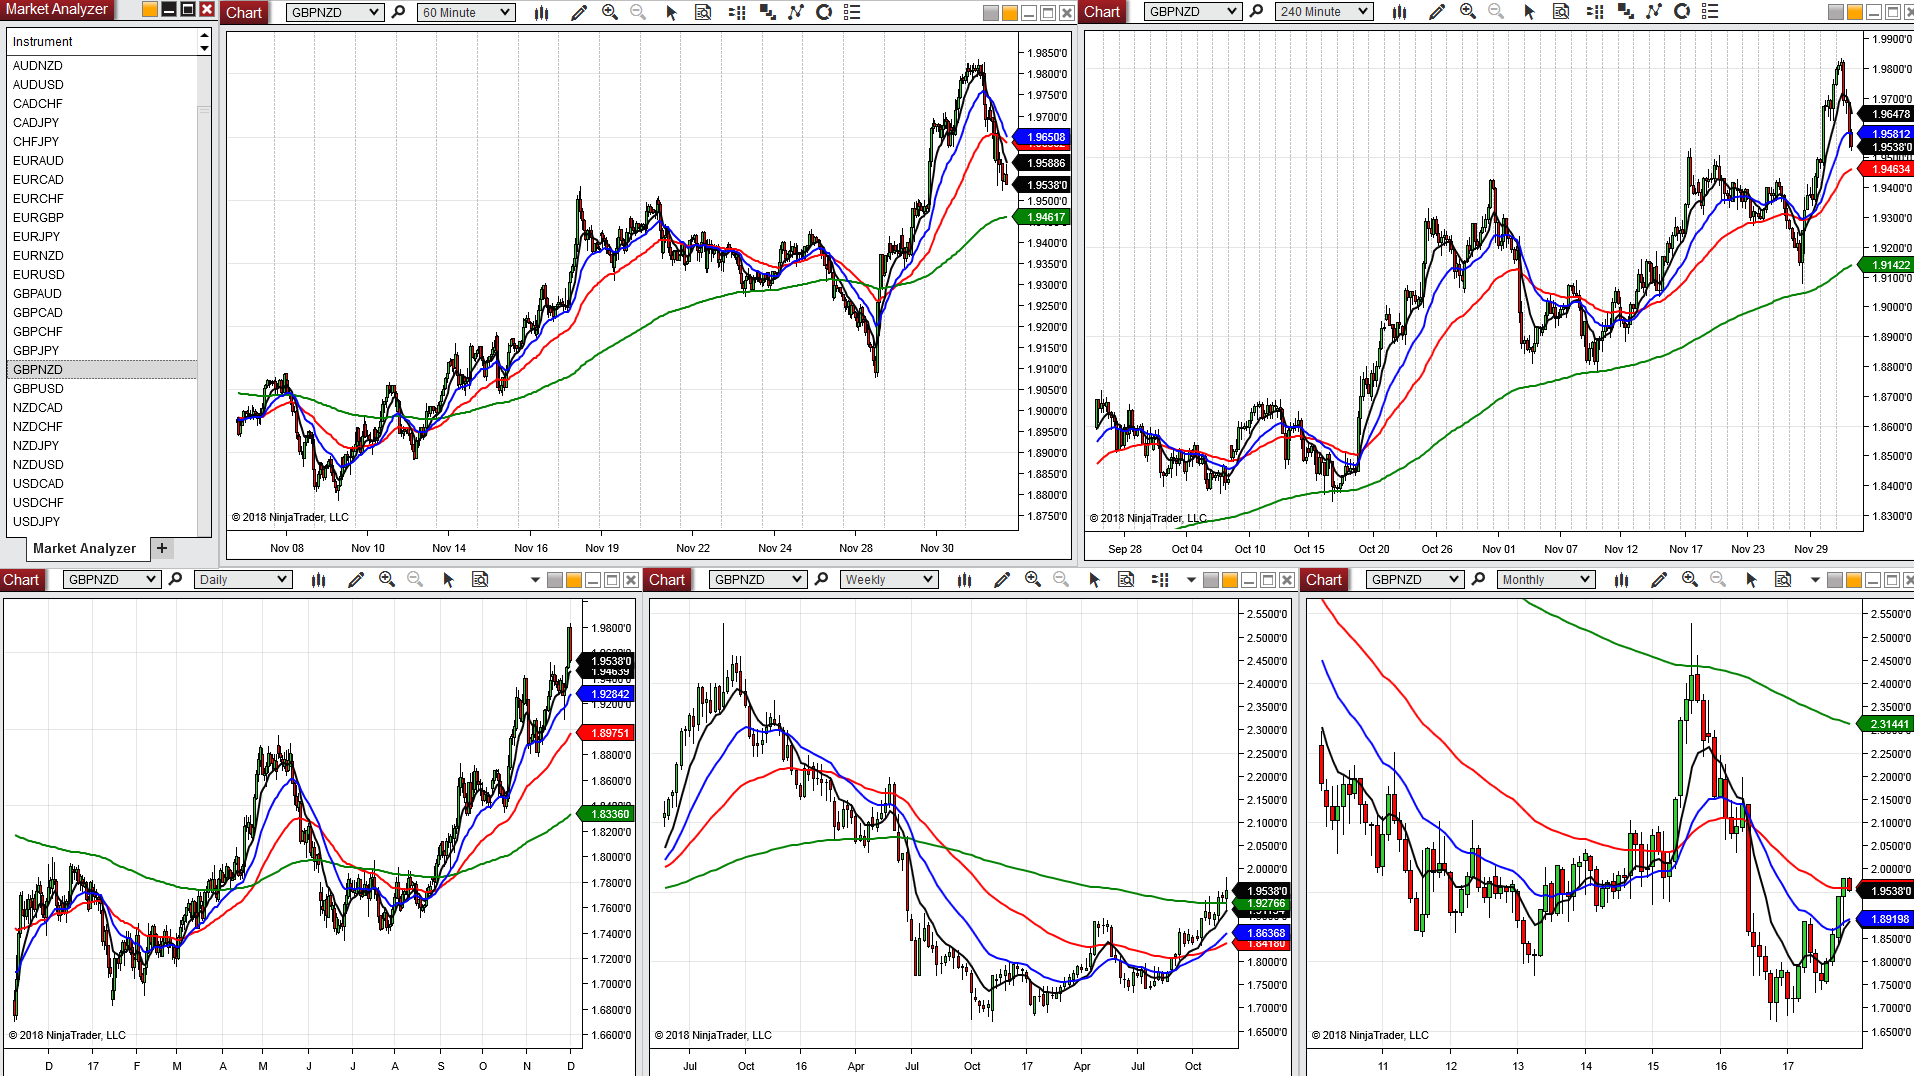 Market Analyzer
Instrument
AUDNZD
AUDUSD
CADCHF
CADJPY
CHFJPY
EURAUD
EURCAD
EURCHF
EURGBP
EURJPY
EURNZD
EURUSD
GBPAUD
GBPCAD
GBPCHF
GBPJPY
GBPNZD
GBPUSD
NZDCAD
NZDCHF
NZDJPY
NZDUSD
USDCAD
USDCHF
USDJPY
Market Analyzer +
Chart GBPNZD 60 Minute
1.9850'0
1.9800'0
1.9750'0
1.9700'0
1.96508
1.95886
1.9538'0
1.9500'0
1.94617
1.9400'0
1.9350'0
1.9300'0
1.9250'0
1.9200'0
1.9150'0
1.9100'0
1.9050'0
1.9000'0
1.8950'0
1.8900'0
1.8850'0
1.8800'0
1.8750'0
© 2018 NinjaTrader, LLC
Nov 08 Nov 10 Nov 14 Nov 16 Nov 19 Nov 22 Nov 24 Nov 28 Nov 30
Chart GBPNZD 240 Minute
1.9900'0
1.9800'0
1.9700'0
1.96478
1.95812
1.9538'0
1.94634
1.9400'0
1.9300'0
1.9200'0
1.91422
1.9100'0
1.9000'0
1.8900'0
1.8800'0
1.8700'0
1.8600'0
1.8500'0
1.8400'0
1.8300'0
© 2018 NinjaTrader, LLC
Sep 28 Oct 04 Oct 10 Oct 15 Oct 20 Oct 26 Nov 01 Nov 07 Nov 12 Nov 17 Nov 23 Nov 29
Chart GBPNZD Daily
1.9800'0
1.9538'0
1.94639
1.92842
1.9200'0
1.89751
1.8800'0
1.8600'0
1.83360
1.8200'0
1.8000'0
1.7800'0
1.7600'0
1.7400'0
1.7200'0
1.7000'0
1.6800'0
1.6600'0
© 2018 NinjaTrader, LLC
D 17 F M A M J J A S O N D
Chart GBPNZD Weekly
2.5500'0
2.5000'0
2.4500'0
2.4000'0
2.3500'0
2.3000'0
2.2500'0
2.2000'0
2.1500'0
2.1000'0
2.0500'0
2.0000'0
1.9538'0
1.92766
1.86368
1.84180
1.8000'0
1.7500'0
1.7000'0
1.6500'0
© 2018 NinjaTrader, LLC
Jul Oct 16 Apr Jul Oct 17 Apr Jul Oct
Chart GBPNZD Monthly
2.5500'0
2.5000'0
2.4500'0
2.4000'0
2.3500'0
2.31441
2.2500'0
2.2000'0
2.1500'0
2.1000'0
2.0500'0
2.0000'0
1.9538'0
1.89198
1.8500'0
1.8000'0
1.7500'0
1.7000'0
1.6500'0
© 2018 NinjaTrader, LLC
11 12 13 14 15 16 17